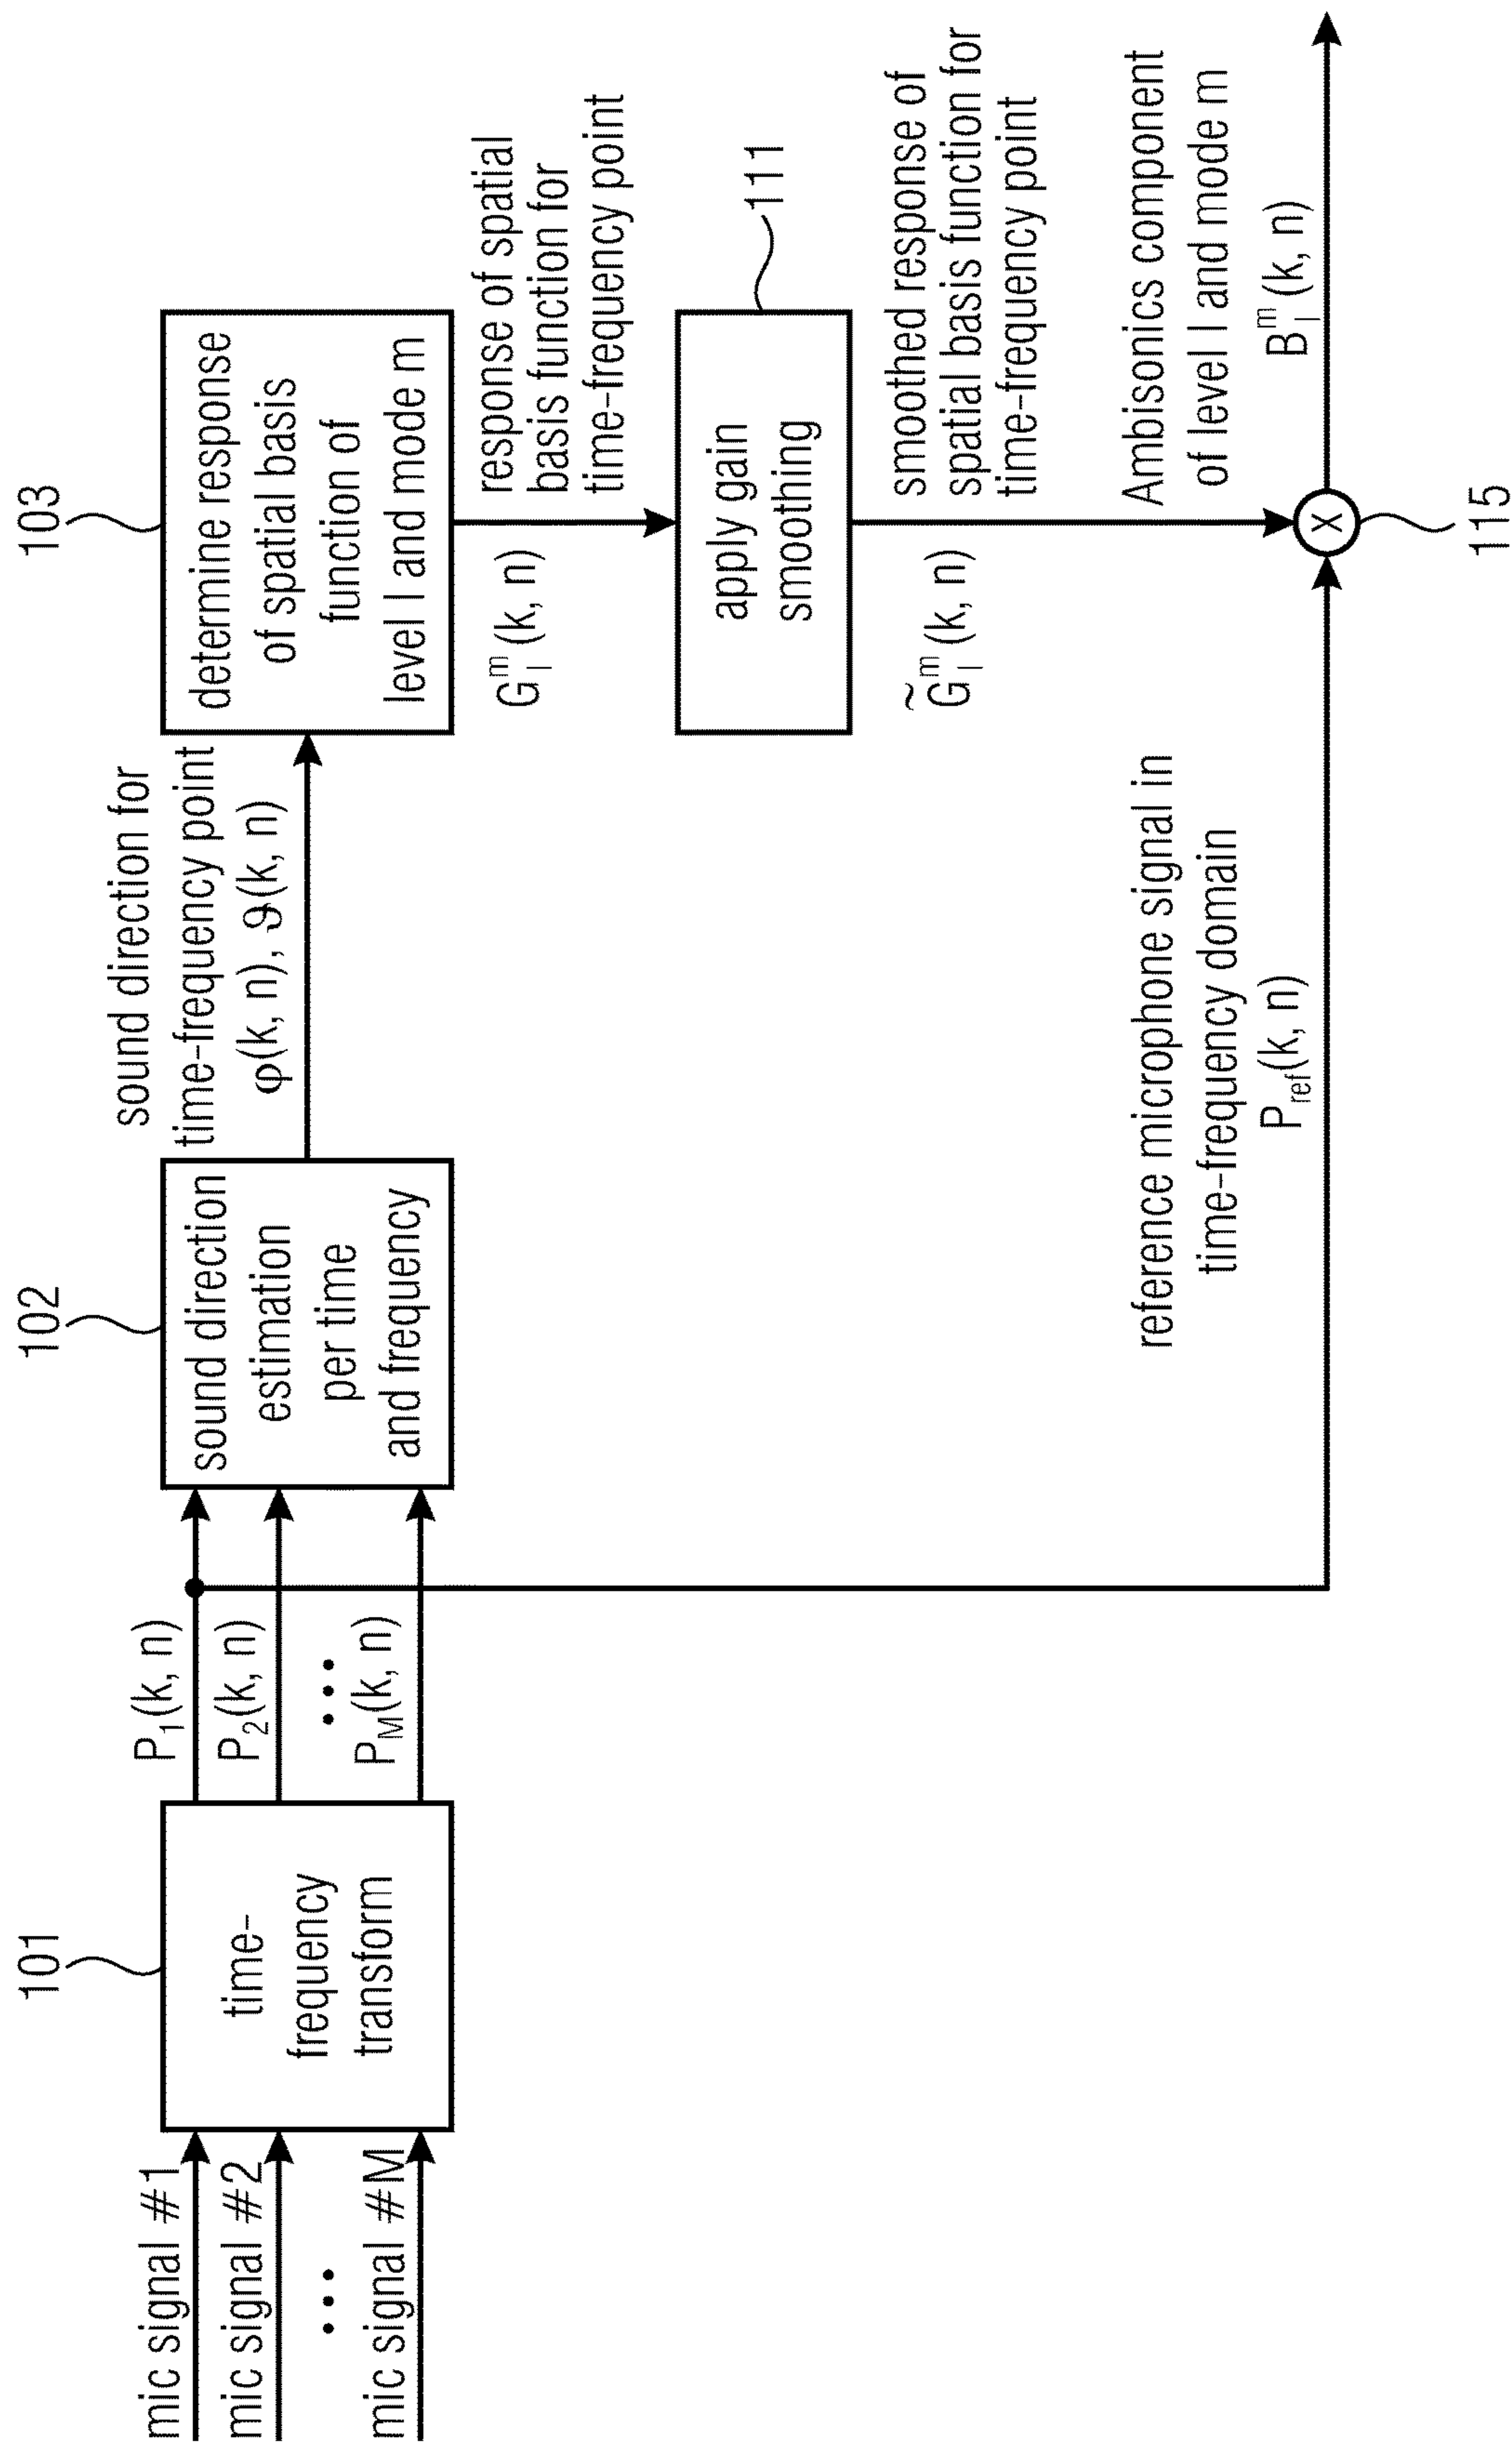 mic signal #1
mic signal #2
...
mic signal #M
101
time-
frequency
transform
P₁(k, n)
P₂(k, n)
...
P_M(k, n)
102
sound direction
estimation
per time
and frequency
sound direction for
time-frequency point
φ(k, n), ϑ(k, n)
103
determine response
of spatial basis
function of
level l and mode m
G_l^m (k, n)
response of spatial
basis function for
time-frequency point
111
apply gain
smoothing
G̃_l^m (k, n)
smoothed response of
spatial basis function for
time-frequency point
reference microphone signal in
time-frequency domain
P_ref(k, n)
X
115
Ambisonics component
of level l and mode m
B_l^m (k, n)